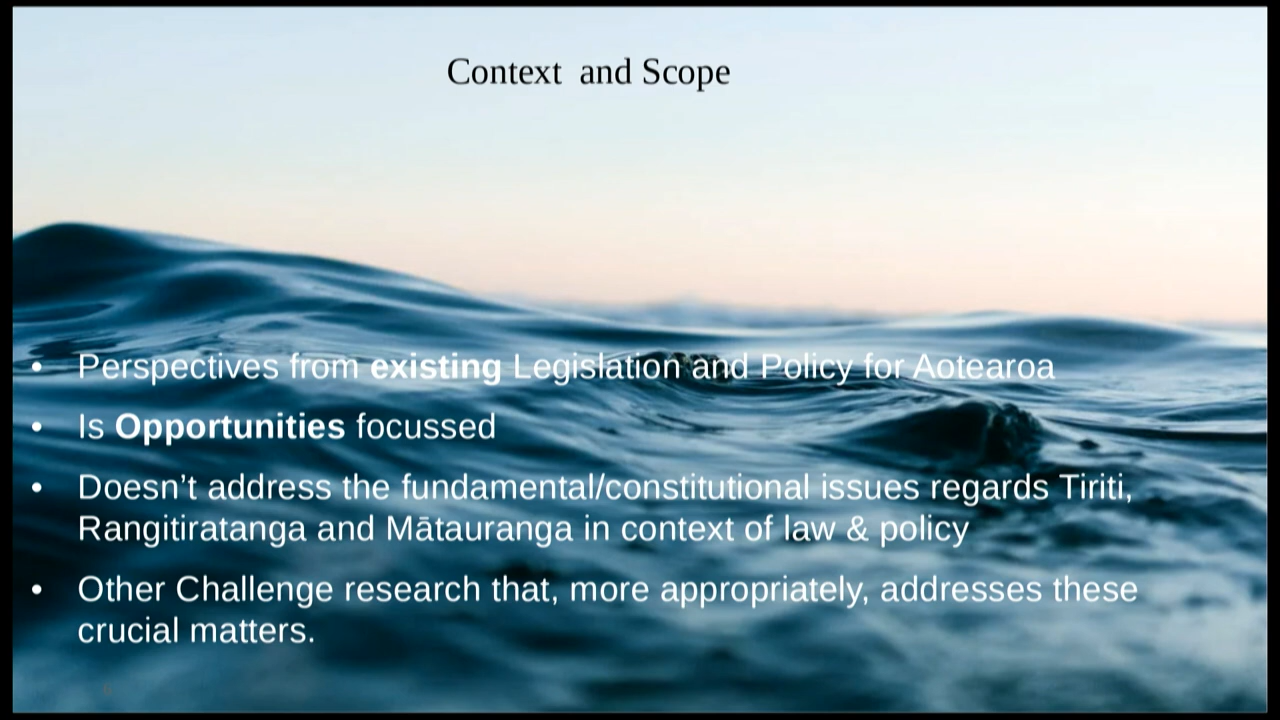 Context and Scope
• Perspectives from existing Legislation and Policy for Aotearoa
• Is Opportunities focussed
• Doesn’t address the fundamental/constitutional issues regards Tiriti,
Rangitiratanga and Mātauranga in context of law & policy
• Other Challenge research that, more appropriately, addresses these
crucial matters.